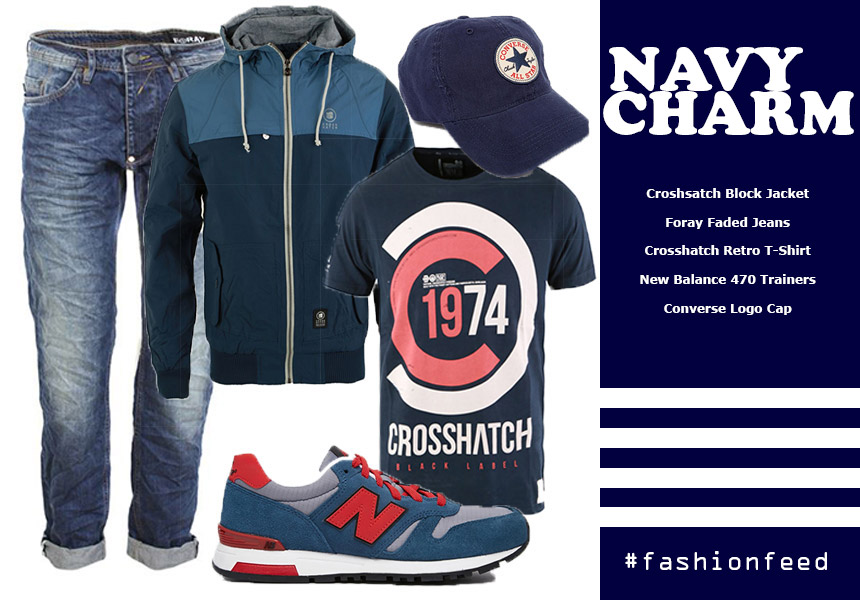 FORAY
CONVERSE
ALL STAR
1974
CROSSHATCH
BLACK LABEL
N
NAVY
CHARM
Croshsatch Block Jacket
Foray Faded Jeans
Crosshatch Retro T-Shirt
New Balance 470 Trainers
Converse Logo Cap
#fashionfeed